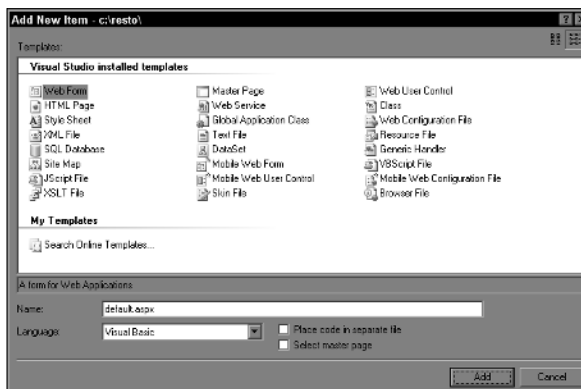 Add New Item - c:\resto\
Templates:
Visual Studio installed templates
Web Form Master Page Web User Control
HTML Page Web Service Class
Style Sheet Global Application Class Web Configuration File
XML File Text File Resource File
SQL Database DataSet Generic Handler
Site Map Mobile Web Form VBScript File
JScript File Mobile Web User Control Mobile Web Configuration File
XSLT File Skin File Browser File
My Templates
Search Online Templates...
A form for Web Applications
Name: default.aspx
Language: Visual Basic Place code in separate file
Select master page
Add Cancel